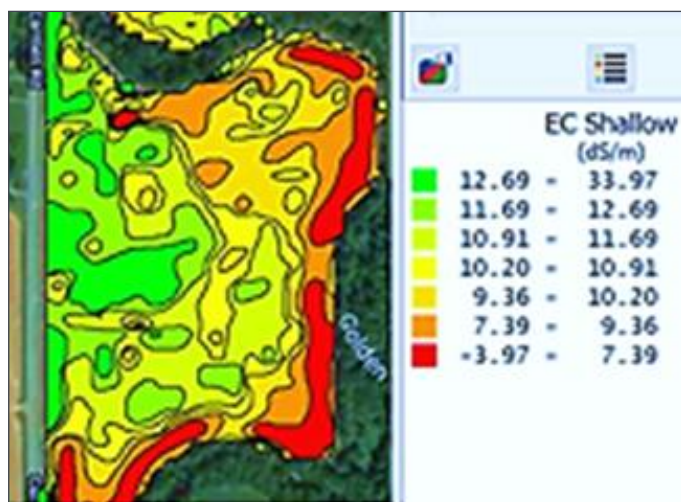 EC Shallow
(dS/m)
12.69 - 33.97
11.69 - 12.69
10.91 - 11.69
10.20 - 10.91
9.36 - 10.20
7.39 - 9.36
-3.97 - 7.39
Golden